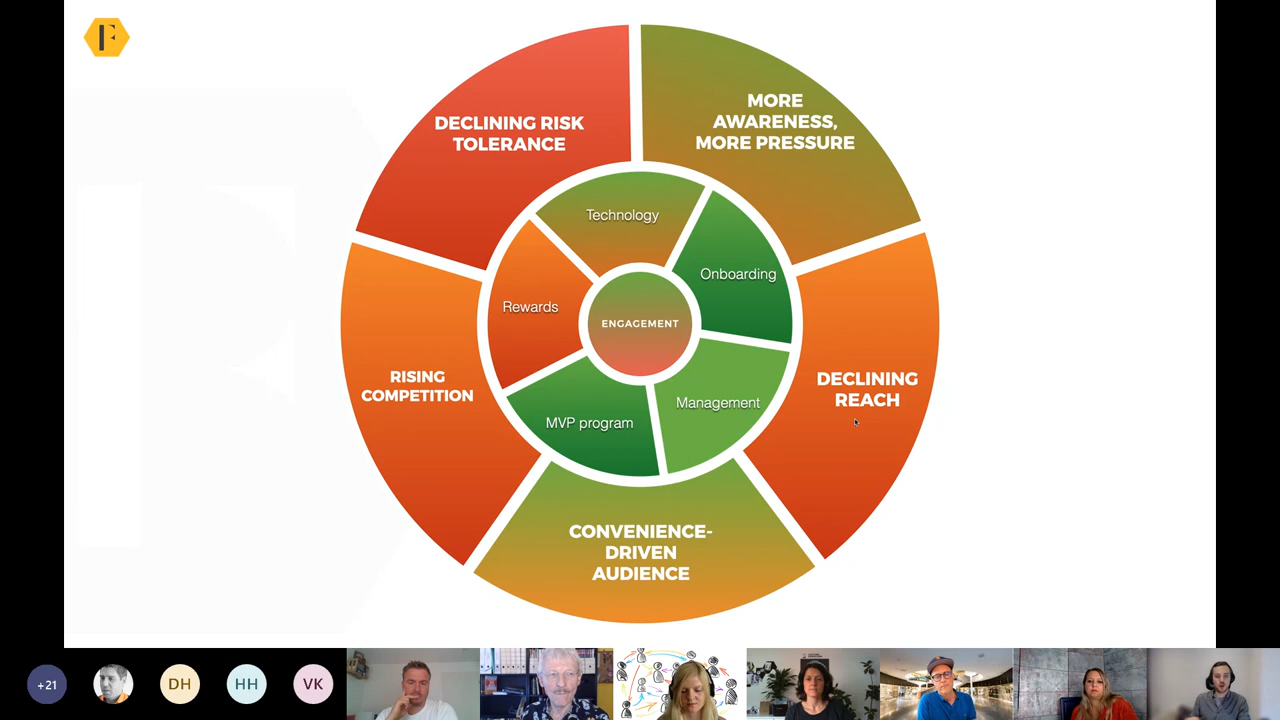 F
DECLINING RISK
TOLERANCE
MORE
AWARENESS,
MORE PRESSURE
Technology
Onboarding
Rewards
ENGAGEMENT
RISING
COMPETITION
DECLINING
REACH
MVP program
Management
CONVENIENCE-
DRIVEN
AUDIENCE
+21
DH
HH
VK